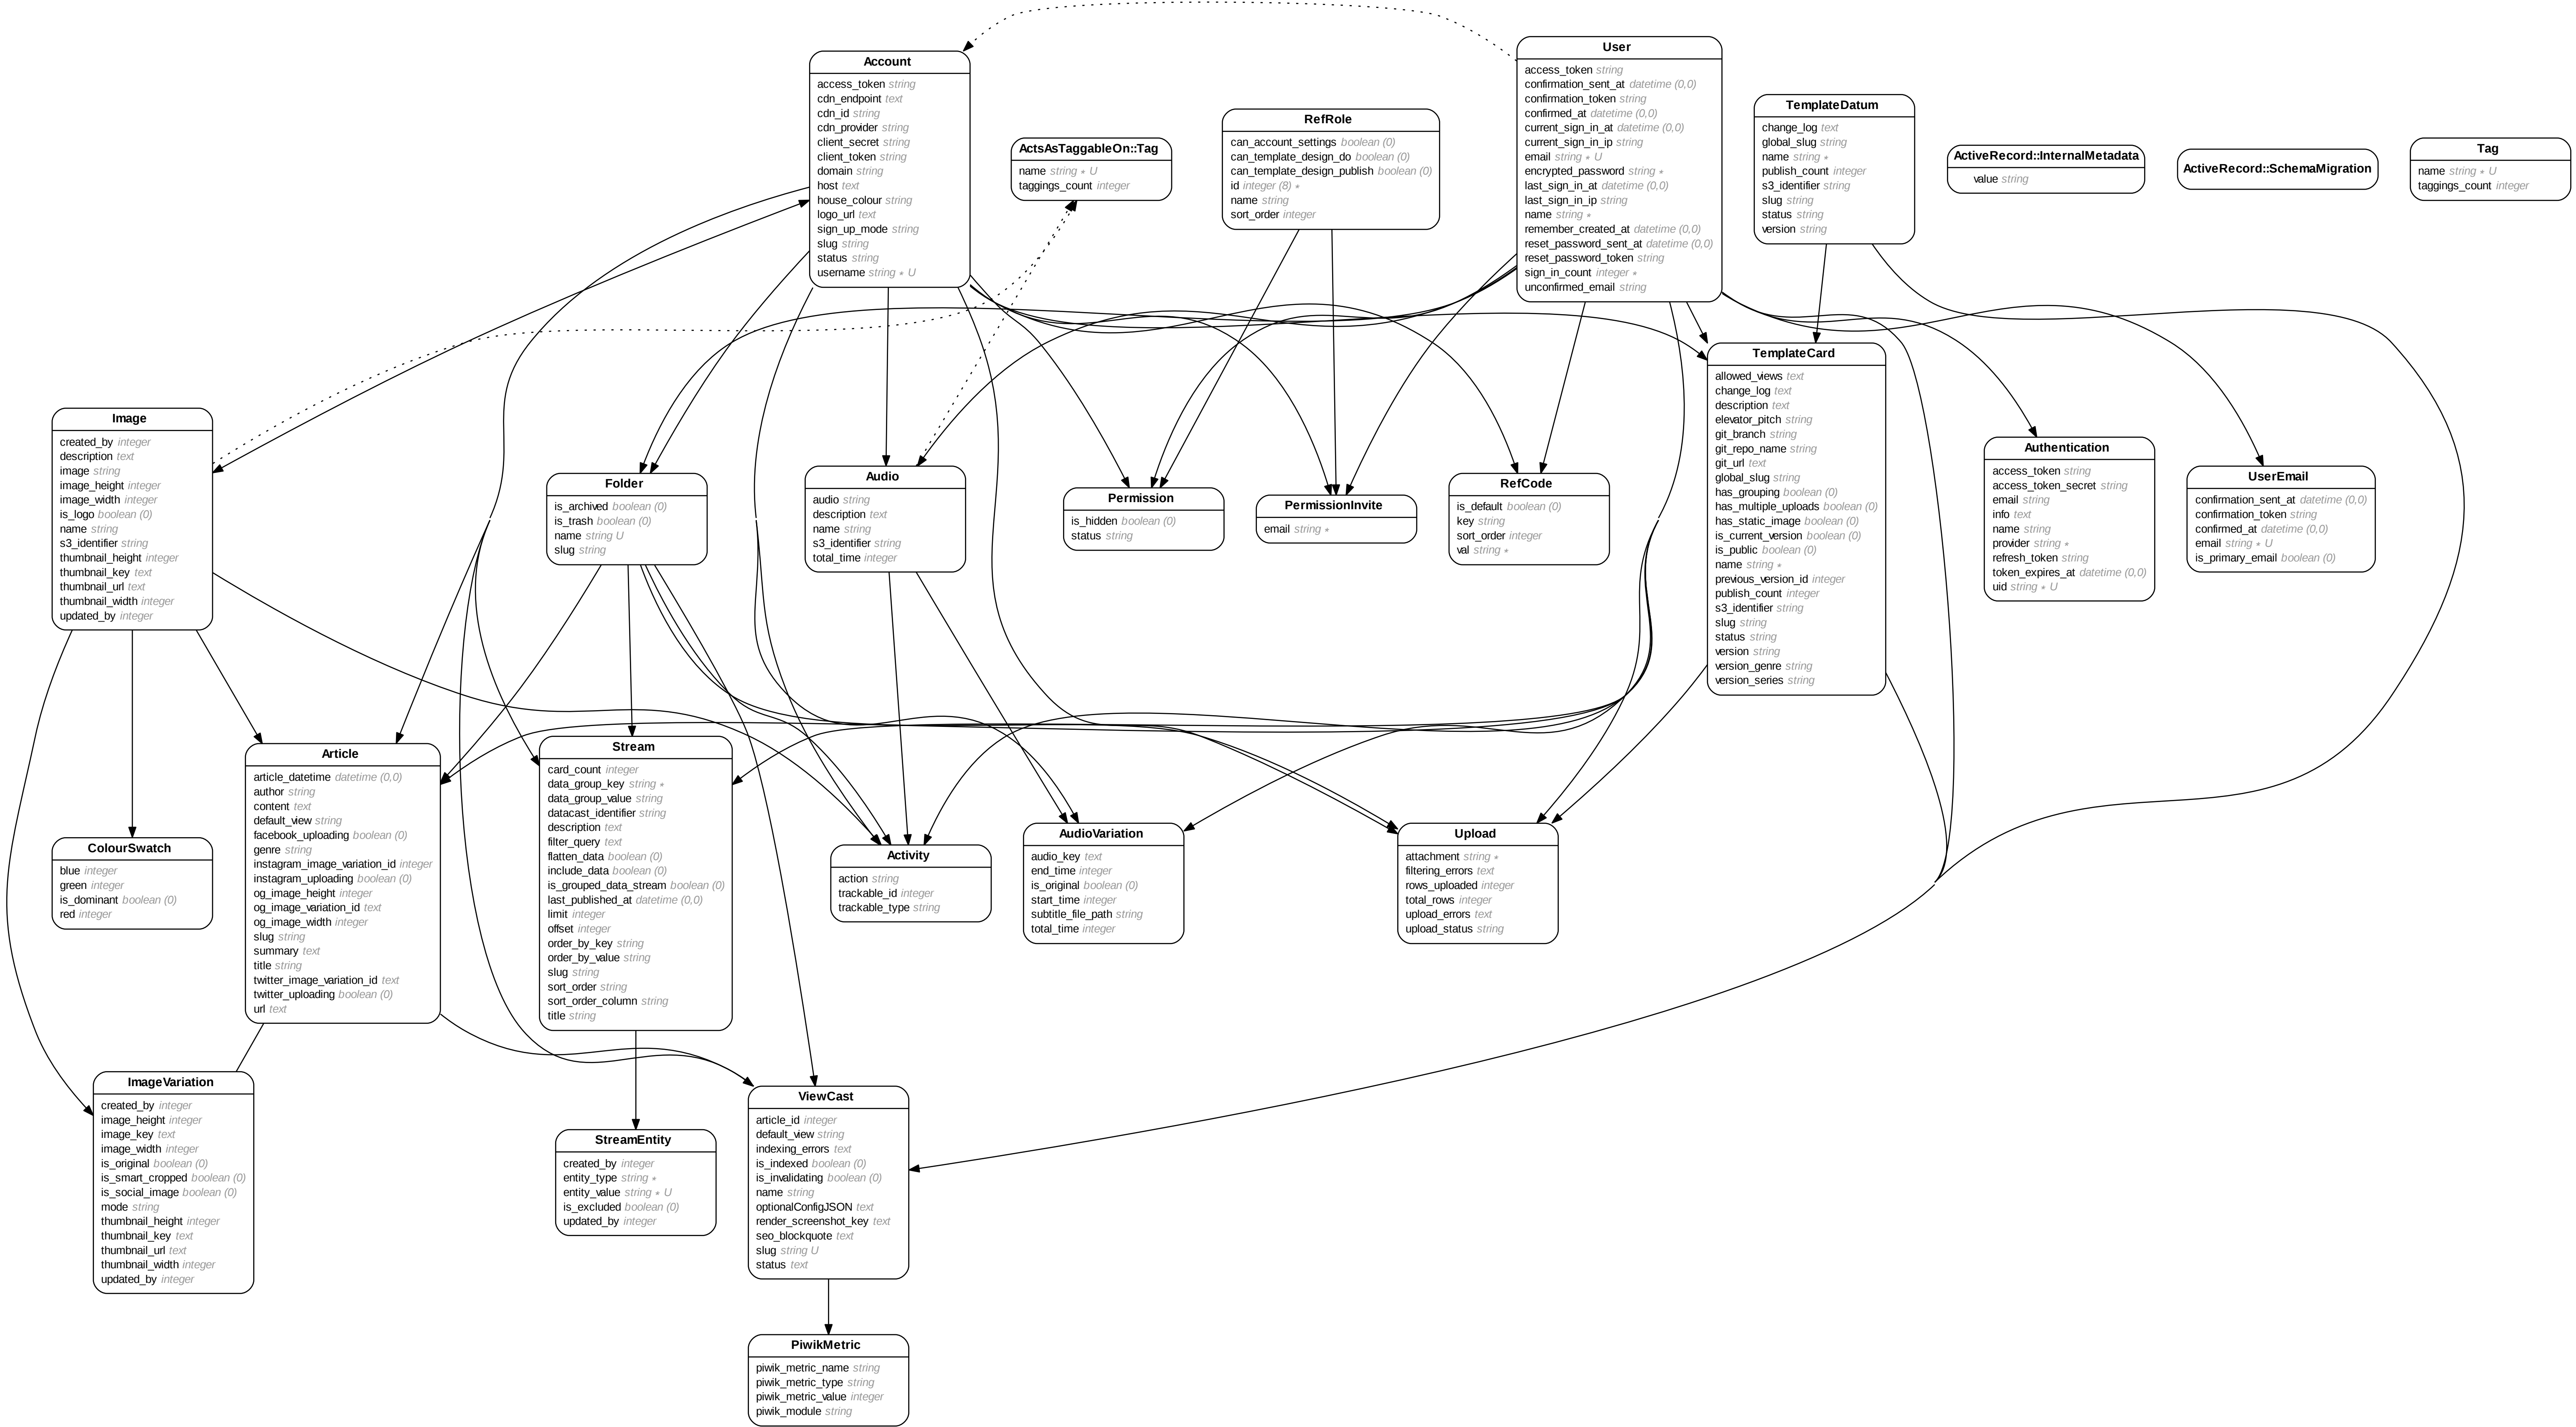 Account
access_token string
cdn_endpoint text
cdn_id string
cdn_provider string
client_secret string
client_token string
domain string
host text
house_colour string
logo_url text
sign_up_mode string
slug string
status string
username string ∗ U
ActsAsTaggableOn::Tag
name string ∗ U
taggings_count integer
RefRole
can_account_settings boolean (0)
can_template_design_do boolean (0)
can_template_design_publish boolean (0)
id integer (8) ∗
name string
sort_order integer
User
access_token string
confirmation_sent_at datetime (0,0)
confirmation_token string
confirmed_at datetime (0,0)
current_sign_in_at datetime (0,0)
current_sign_in_ip string
email string ∗ U
encrypted_password string ∗
last_sign_in_at datetime (0,0)
last_sign_in_ip string
name string ∗
remember_created_at datetime (0,0)
reset_password_sent_at datetime (0,0)
reset_password_token string
sign_in_count integer ∗
unconfirmed_email string
TemplateDatum
change_log text
global_slug string
name string ∗
publish_count integer
s3_identifier string
slug string
status string
version string
ActiveRecord::InternalMetadata
value string
ActiveRecord::SchemaMigration
Tag
name string ∗ U
taggings_count integer
Image
created_by integer
description text
image string
image_height integer
image_width integer
is_logo boolean (0)
name string
s3_identifier string
thumbnail_height integer
thumbnail_key text
thumbnail_url text
thumbnail_width integer
updated_by integer
Folder
is_archived boolean (0)
is_trash boolean (0)
name string U
slug string
Audio
audio string
description text
name string
s3_identifier string
total_time integer
Permission
is_hidden boolean (0)
status string
PermissionInvite
email string ∗
RefCode
is_default boolean (0)
key string
sort_order integer
val string ∗
TemplateCard
allowed_views text
change_log text
description text
elevator_pitch string
git_branch string
git_repo_name string
git_url text
global_slug string
has_grouping boolean (0)
has_multiple_uploads boolean (0)
has_static_image boolean (0)
is_current_version boolean (0)
is_public boolean (0)
name string ∗
previous_version_id integer
publish_count integer
s3_identifier string
slug string
status string
version string
version_genre string
version_series string
Authentication
access_token string
access_token_secret string
email string
info text
name string
provider string ∗
refresh_token string
token_expires_at datetime (0,0)
uid string ∗ U
UserEmail
confirmation_sent_at datetime (0,0)
confirmation_token string
confirmed_at datetime (0,0)
email string ∗ U
is_primary_email boolean (0)
ColourSwatch
blue integer
green integer
is_dominant boolean (0)
red integer
Article
article_datetime datetime (0,0)
author string
content text
default_view string
facebook_uploading boolean (0)
genre string
instagram_image_variation_id integer
instagram_uploading boolean (0)
og_image_height integer
og_image_variation_id text
og_image_width integer
slug string
summary text
title string
twitter_image_variation_id text
twitter_uploading boolean (0)
url text
Stream
card_count integer
data_group_key string ∗
data_group_value string
datacast_identifier string
description text
filter_query text
flatten_data boolean (0)
include_data boolean (0)
is_grouped_data_stream boolean (0)
last_published_at datetime (0,0)
limit integer
offset integer
order_by_key string
order_by_value string
slug string
sort_order string
sort_order_column string
title string
Activity
action string
trackable_id integer
trackable_type string
AudioVariation
audio_key text
end_time integer
is_original boolean (0)
start_time integer
subtitle_file_path string
total_time integer
Upload
attachment string ∗
filtering_errors text
rows_uploaded integer
total_rows integer
upload_errors text
upload_status string
ImageVariation
created_by integer
image_height integer
image_key text
image_width integer
is_original boolean (0)
is_smart_cropped boolean (0)
is_social_image boolean (0)
mode string
thumbnail_height integer
thumbnail_key text
thumbnail_url text
thumbnail_width integer
updated_by integer
StreamEntity
created_by integer
entity_type string ∗
entity_value string ∗ U
is_excluded boolean (0)
updated_by integer
ViewCast
article_id integer
default_view string
indexing_errors text
is_indexed boolean (0)
is_invalidating boolean (0)
name string
optionalConfigJSON text
render_screenshot_key text
seo_blockquote text
slug string U
status text
PiwikMetric
piwik_metric_name string
piwik_metric_type string
piwik_metric_value integer
piwik_module string